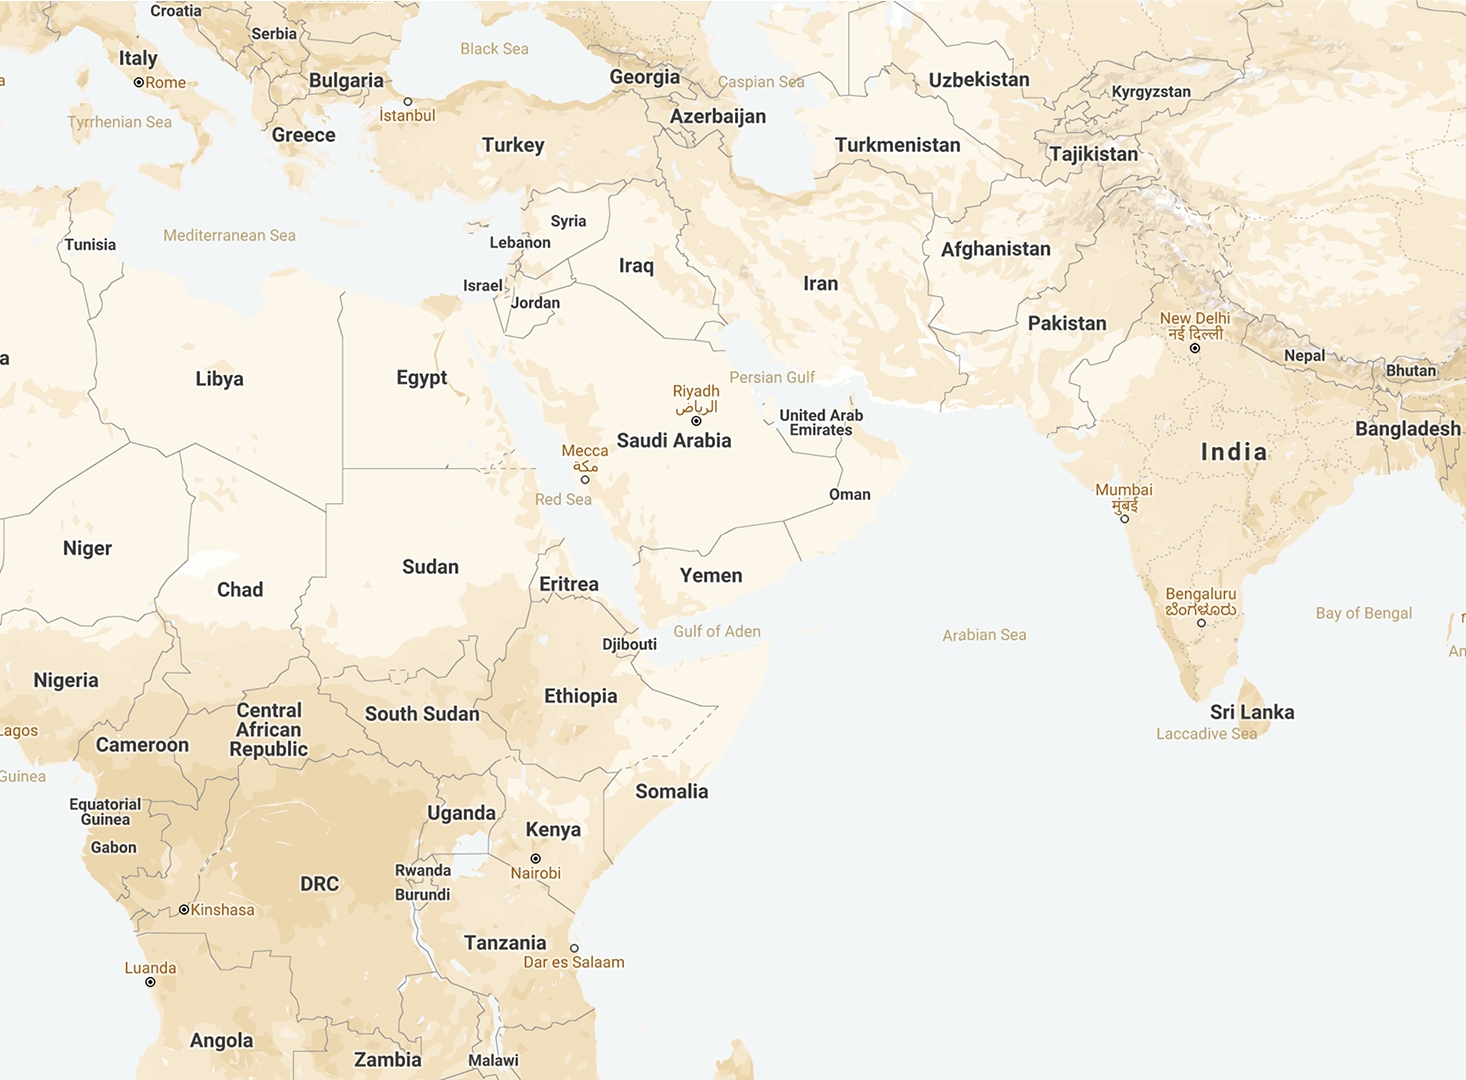 Croatia
Serbia
Italy
Rome
Bulgaria
Black Sea
Georgia
Caspian Sea
Uzbekistan
Kyrgyzstan
İstanbul
Azerbaijan
Tyrrhenian Sea
Greece
Turkey
Turkmenistan
Tajikistan
Syria
Mediterranean Sea
Tunisia
Lebanon
Afghanistan
Iraq
Israel
Iran
Jordan
Pakistan
New Delhi
नई दिल्ली
Nepal
Bhutan
Libya
Egypt
Persian Gulf
Riyadh
الرياض
United Arab
Emirates
Saudi Arabia
Bangladesh
India
Mecca
مكة
Red Sea
Oman
Mumbai
मुंबई
Niger
Chad
Sudan
Eritrea
Yemen
Bengaluru
ಬೆಂಗಳೂರು
Bay of Bengal
Djibouti
Gulf of Aden
Arabian Sea
An
Nigeria
Ethiopia
Central
African
Republic
South Sudan
Sri Lanka
Laccadive Sea
Lagos
Cameroon
Guinea
Somalia
Equatorial
Guinea
Uganda
Kenya
Gabon
Nairobi
Rwanda
DRC
Burundi
Kinshasa
Tanzania
Dar es Salaam
Luanda
Angola
Zambia
Malawi